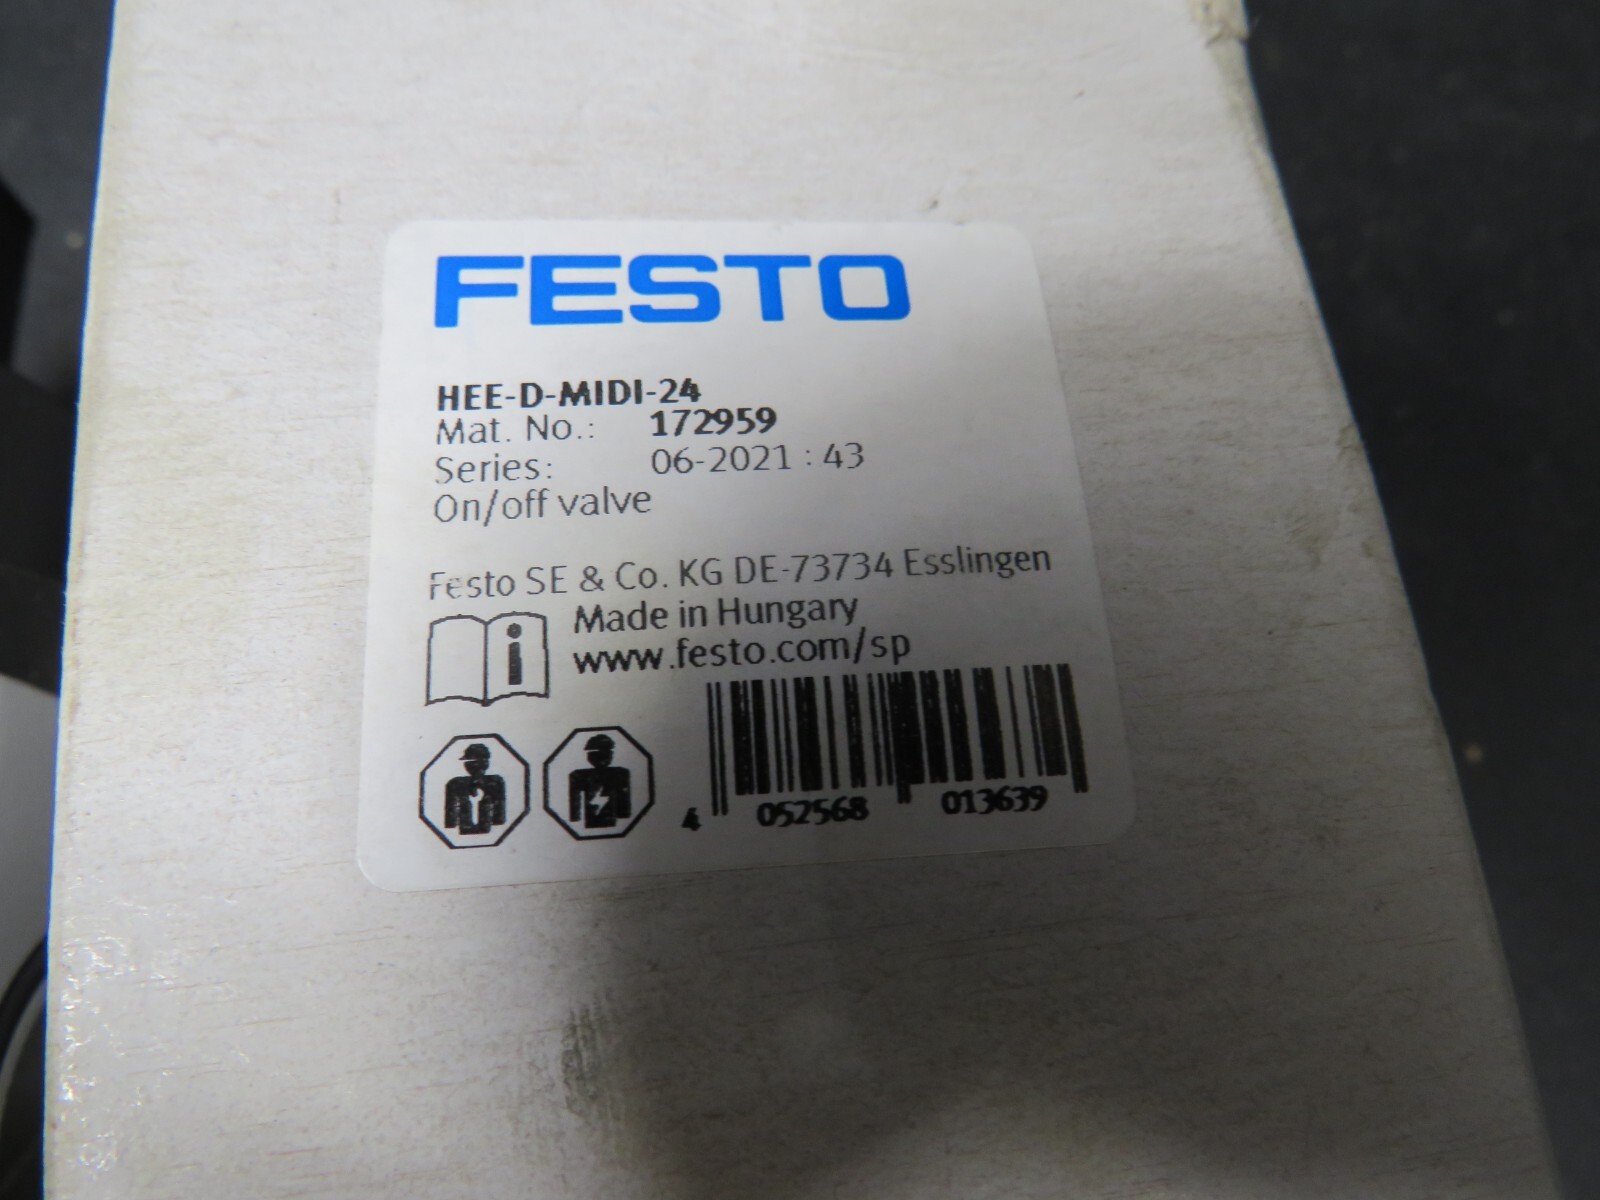 FESTO
HEE-D-MIDI-24
Mat. No.: 172959
Series: 06-2021 : 43
On/off valve
Festo SE & Co. KG DE-73734 Esslingen
Made in Hungary
www.festo.com/sp
4 052568 013639